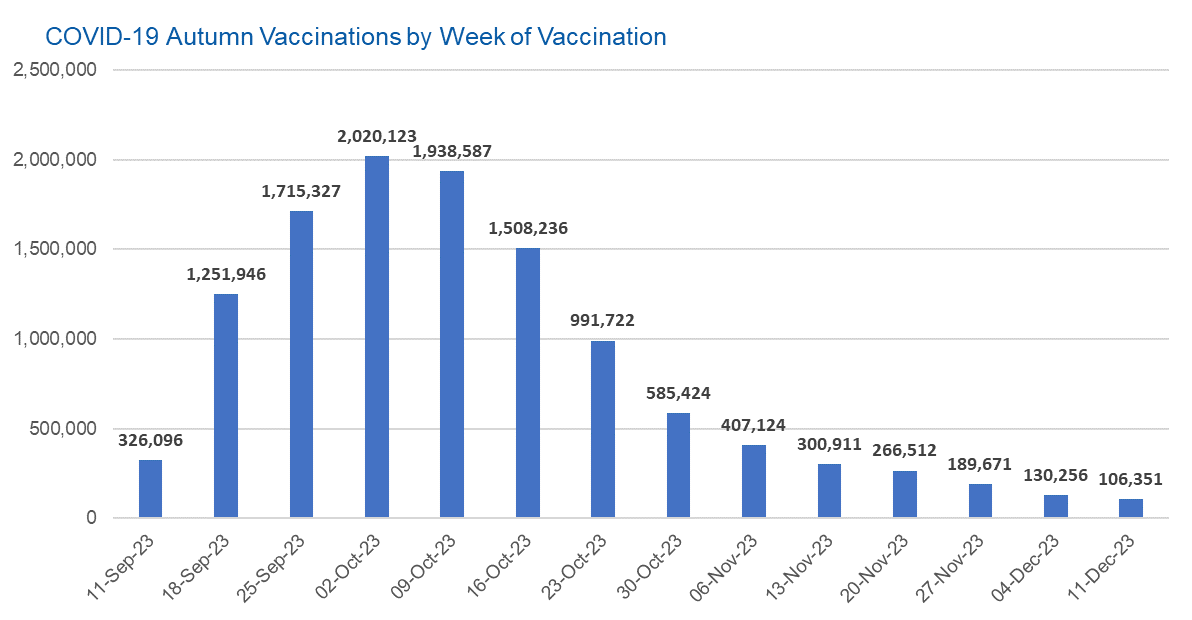 COVID-19 Autumn Vaccinations by Week of Vaccination
2,500,000
2,000,000
1,500,000
1,000,000
500,000
0
326,096
1,251,946
1,715,327
2,020,123
1,938,587
1,508,236
991,722
585,424
407,124
300,911
266,512
189,671
130,256
106,351
11-Sep-23
18-Sep-23
25-Sep-23
02-Oct-23
09-Oct-23
16-Oct-23
23-Oct-23
30-Oct-23
06-Nov-23
13-Nov-23
20-Nov-23
27-Nov-23
04-Dec-23
11-Dec-23